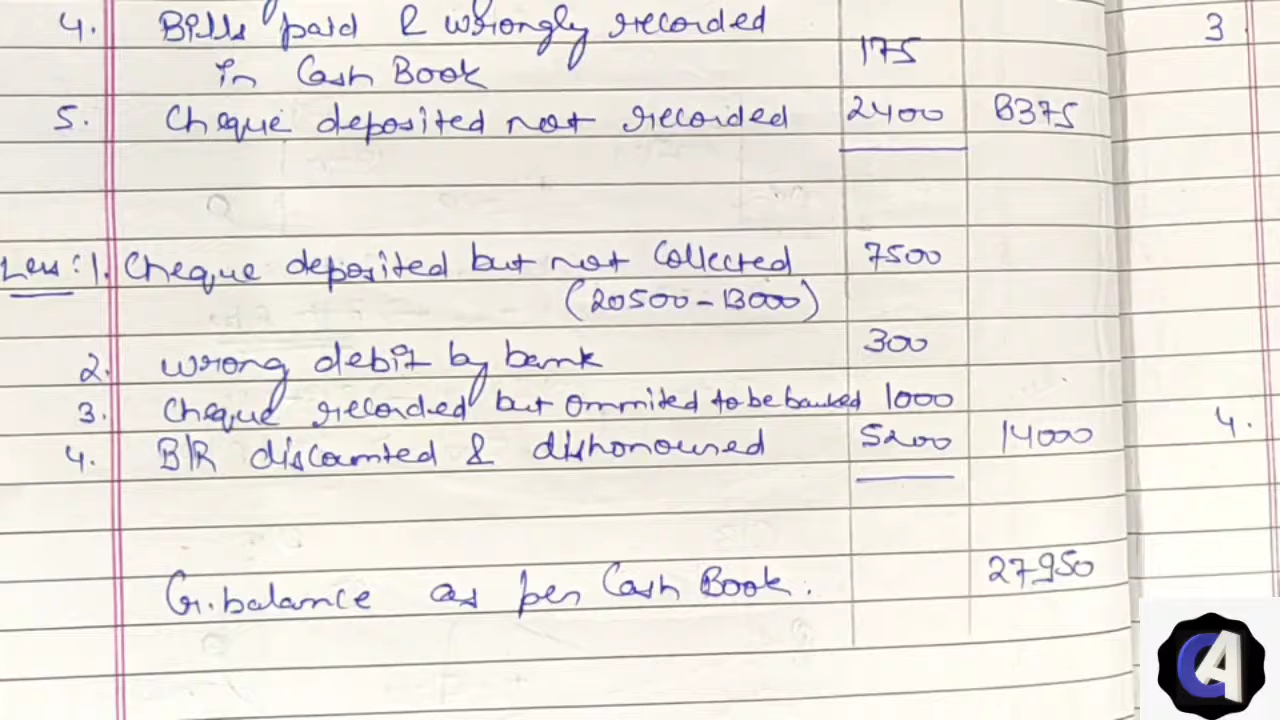 4. Bills paid & wrongly recorded
in Cash Book 175
5. Cheque deposited not recorded 2400 8375
Less: 1. Cheque deposited but not collected 7500
(20500-13000)
2. wrong debit by bank 300
3. Cheque recorded but ommited to be banked 1000
4. B/R discounted & dishonoured 5200 14000
Cr. balance as per Cash Book. 27950
3.
4.
CA